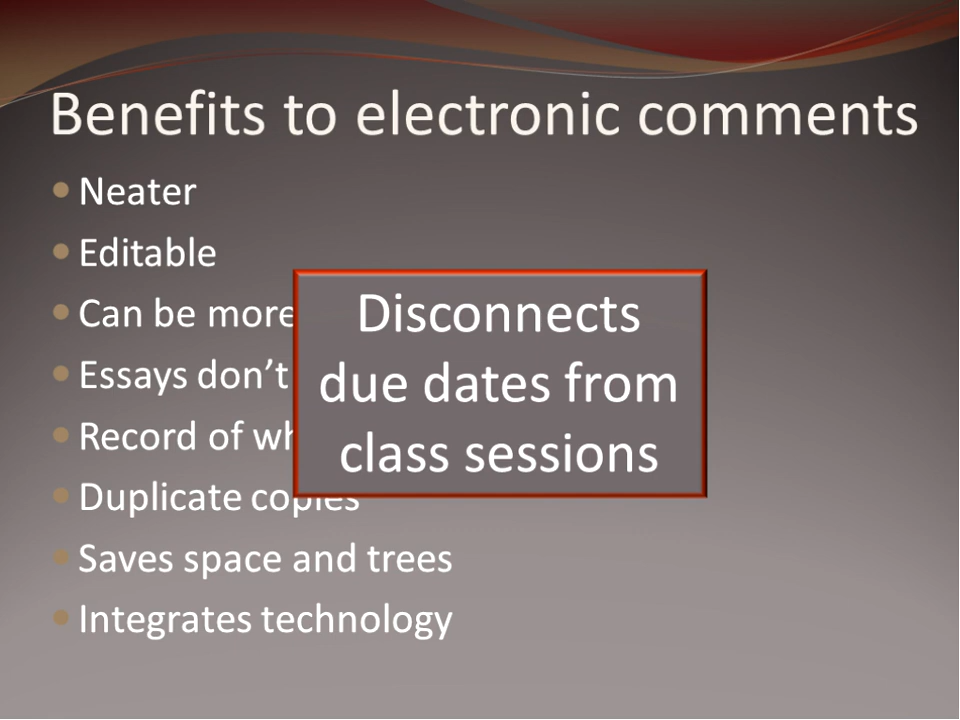 Benefits to electronic comments
Neater
Editable
Can be more
Essays don’t
Record of
Duplicate copies
Saves space and trees
Integrates technology
Disconnects
due dates from
class sessions